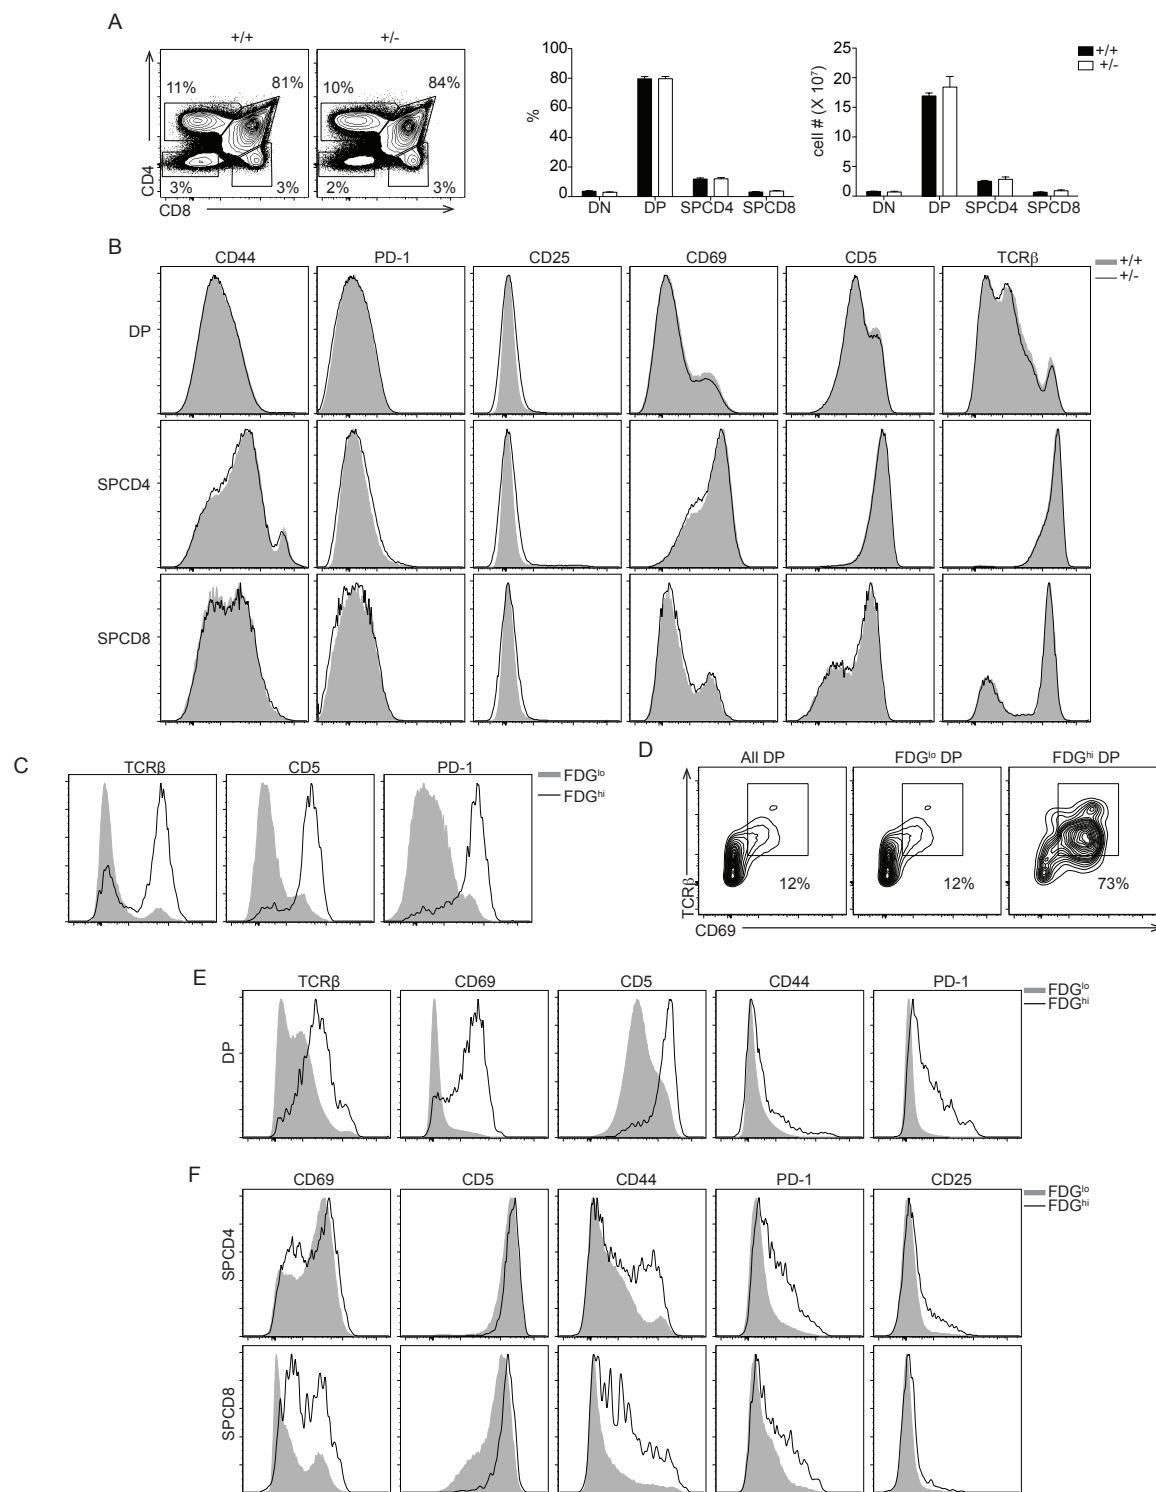 A
+/+
+/-
11%
81%
3%
3%
10%
84%
2%
3%
CD4
CD8
%
100
80
60
40
20
0
DN
DP
SPCD4
SPCD8
cell # (X 10⁷)
25
20
15
10
5
0
DN
DP
SPCD4
SPCD8
+/+
+/-
B
CD44
PD-1
CD25
CD69
CD5
TCRβ
+/+
+/-
DP
SPCD4
SPCD8
C
TCRβ
CD5
PD-1
FDGˡᵒ
FDGʰⁱ
D
All DP
FDGˡᵒ DP
FDGʰⁱ DP
12%
12%
73%
TCRβ
CD69
E
TCRβ
CD69
CD5
CD44
PD-1
FDGˡᵒ
FDGʰⁱ
DP
F
CD69
CD5
CD44
PD-1
CD25
FDGˡᵒ
FDGʰⁱ
SPCD4
SPCD8